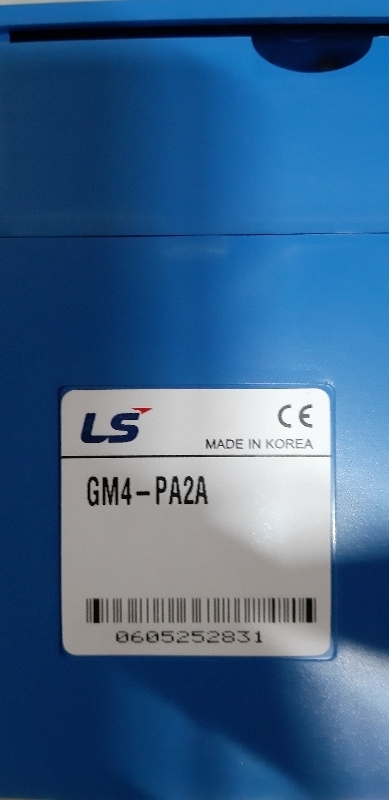 LS
CE
MADE IN KOREA
GM4-PA2A
0605252831